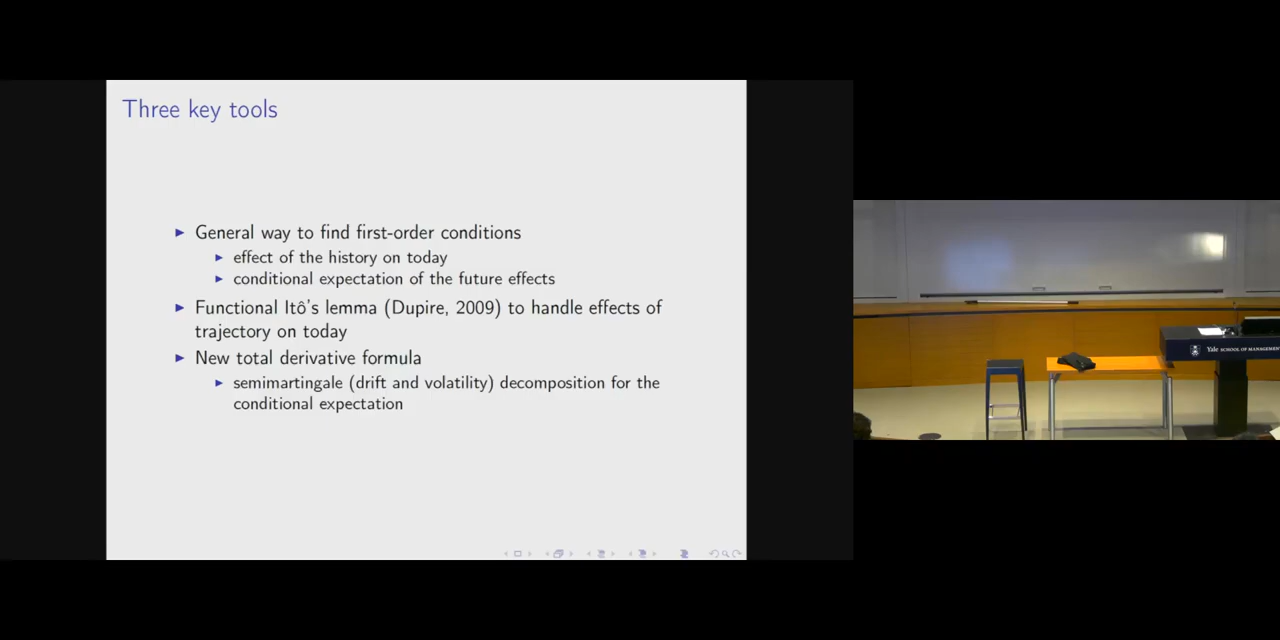 Three key tools
General way to find first-order conditions
effect of the history on today
conditional expectation of the future effects
Functional Itô's lemma (Dupire, 2009) to handle effects of
trajectory on today
New total derivative formula
semimartingale (drift and volatility) decomposition for the
conditional expectation
Yale SCHOOL OF MANAGEMENT